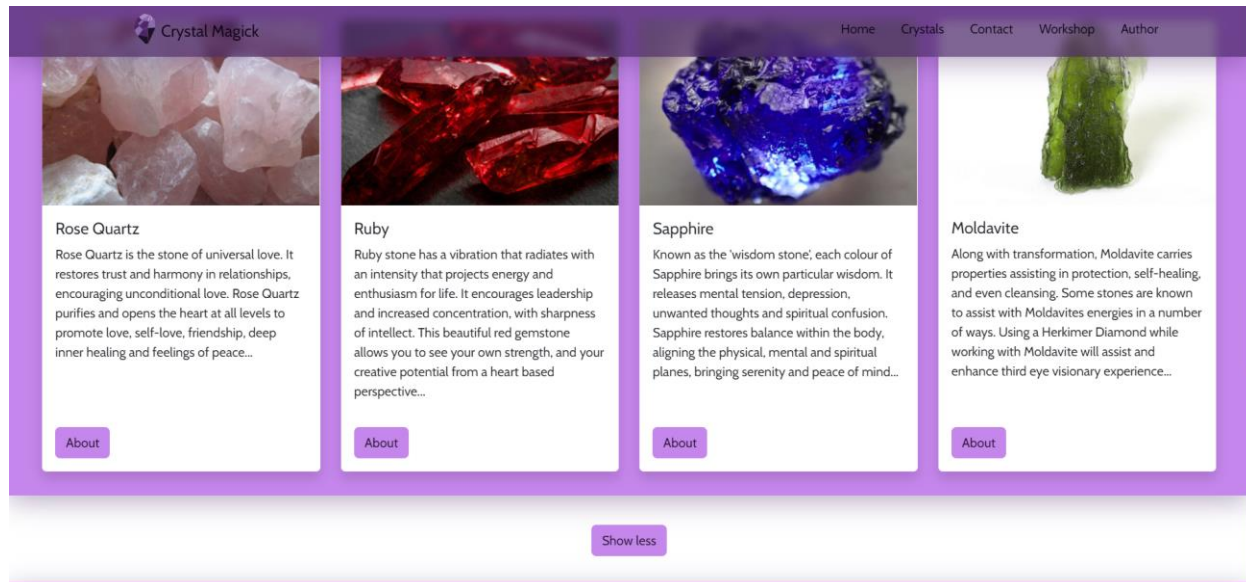 Crystal Magick
Home Crystals Contact Workshop Author
Rose Quartz
Rose Quartz is the stone of universal love. It
restores trust and harmony in relationships,
encouraging unconditional love. Rose Quartz
purifies and opens the heart at all levels to
promote love, self-love, friendship, deep
inner healing and feelings of peace...
About
Ruby
Ruby stone has a vibration that radiates with
an intensity that projects energy and
enthusiasm for life. It encourages leadership
and increased concentration, with sharpness
of intellect. This beautiful red gemstone
allows you to see your own strength, and your
creative potential from a heart based
perspective...
About
Sapphire
Known as the 'wisdom stone', each colour of
Sapphire brings its own particular wisdom. It
releases mental tension, depression,
unwanted thoughts and spiritual confusion.
Sapphire restores balance within the body,
aligning the physical, mental and spiritual
planes, bringing serenity and peace of mind...
About
Moldavite
Along with transformation, Moldavite carries
properties assisting in protection, self-healing,
and even cleansing. Some stones are known
to assist with Moldavites energies in a number
of ways. Using a Herkimer Diamond while
working with Moldavite will assist and
enhance third eye visionary experience...
About
Show less